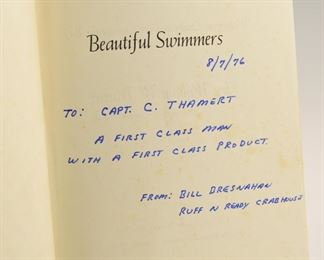 Beautiful Swimmers
8/7/76
TO: CAPT. C. THAMERT
A FIRST CLASS MAN
WITH A FIRST CLASS PRODUCT.
FROM: BILL BRESNAHAN
RUFF N READY CRABHOUSE